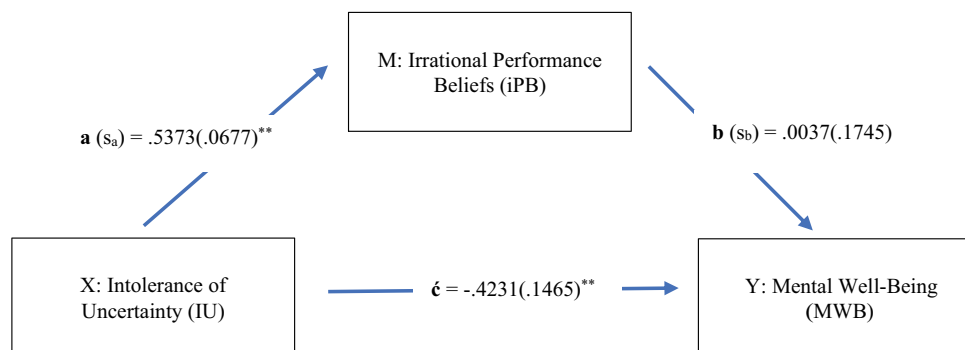 M: Irrational Performance
Beliefs (iPB)
a (sₐ) = .5373(.0677)**
b (s_b) = .0037(.1745)
X: Intolerance of
Uncertainty (IU)
ć = -.4231(.1465)**
Y: Mental Well-Being
(MWB)